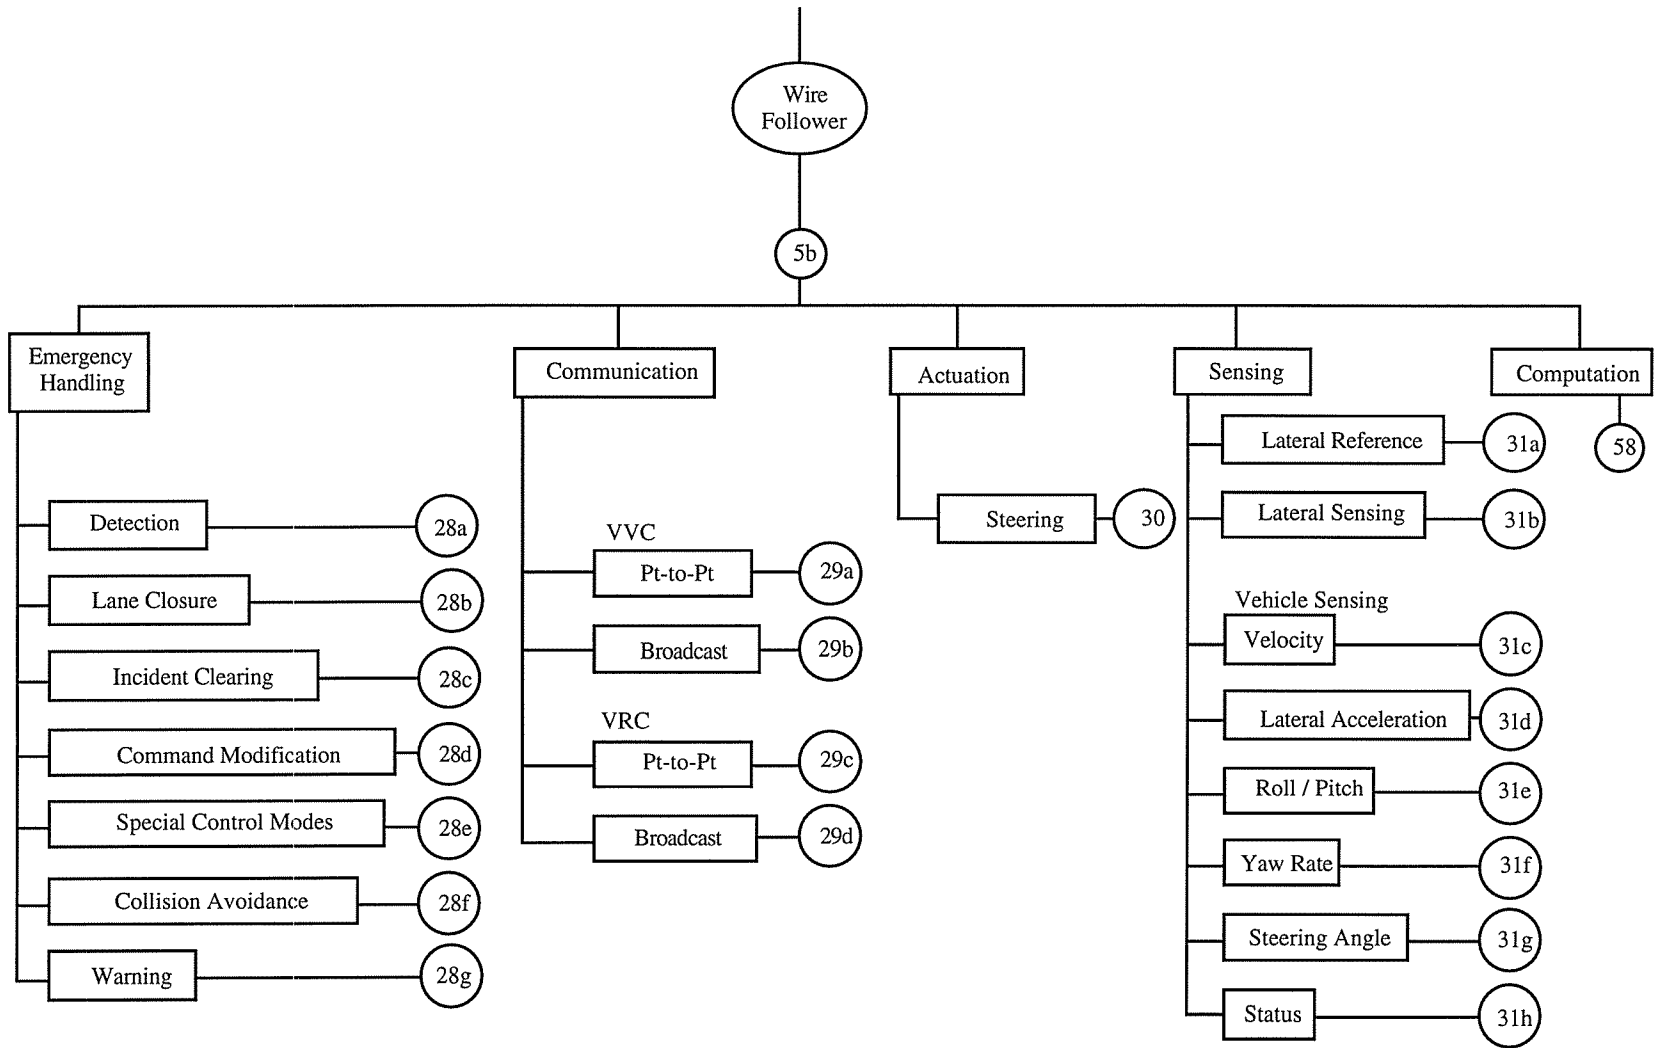 Wire
Follower
5b
Emergency
Handling
Communication
Actuation
Sensing
Computation
Detection
28a
Lane Closure
28b
Incident Clearing
28c
Command Modification
28d
Special Control Modes
28e
Collision Avoidance
28f
Warning
28g
VVC
Pt-to-Pt
29a
Broadcast
29b
VRC
Pt-to-Pt
29c
Broadcast
29d
Steering
30
Lateral Reference
31a
Lateral Sensing
31b
Vehicle Sensing
Velocity
31c
Lateral Acceleration
31d
Roll / Pitch
31e
Yaw Rate
31f
Steering Angle
31g
Status
31h
58